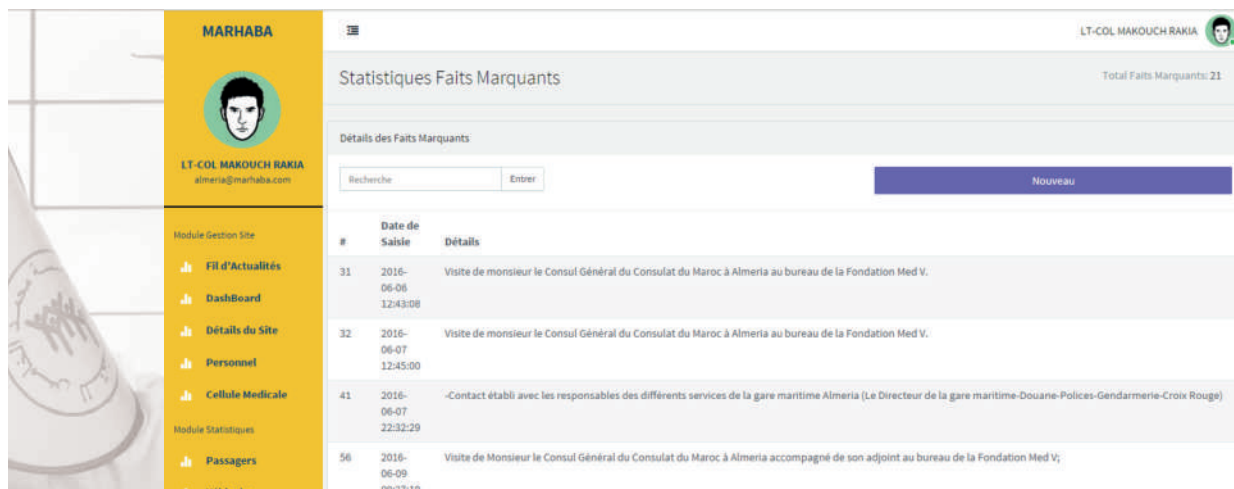 MARHABA
LT-COL MAKOUCH RAKIA
almeria@marhaba.com
Module Gestion Site
Fil d'Actualités
DashBoard
Détails du Site
Personnel
Cellule Medicale
Module Statistiques
Passagers
LT-COL MAKOUCH RAKIA
Statistiques Faits Marquants
Total Faits Marquants: 21
Détails des Faits Marquants
Recherche
Entrer
Nouveau
# Date de Saisie Détails
31 2016-06-06 12:43:08 Visite de monsieur le Consul Général du Consulat du Maroc à Almeria au bureau de la Fondation Med V.
32 2016-06-07 12:45:00 Visite de monsieur le Consul Général du Consulat du Maroc à Almeria au bureau de la Fondation Med V.
41 2016-06-07 22:32:29 -Contact établi avec les responsables des différents services de la gare maritime Almeria (Le Directeur de la gare maritime-Douane-Polices-Gendarmerie-Croix Rouge)
56 2016-06-09 Visite de Monsieur le Consul Général du Consulat du Maroc à Almeria accompagné de son adjoint au bureau de la Fondation Med V;